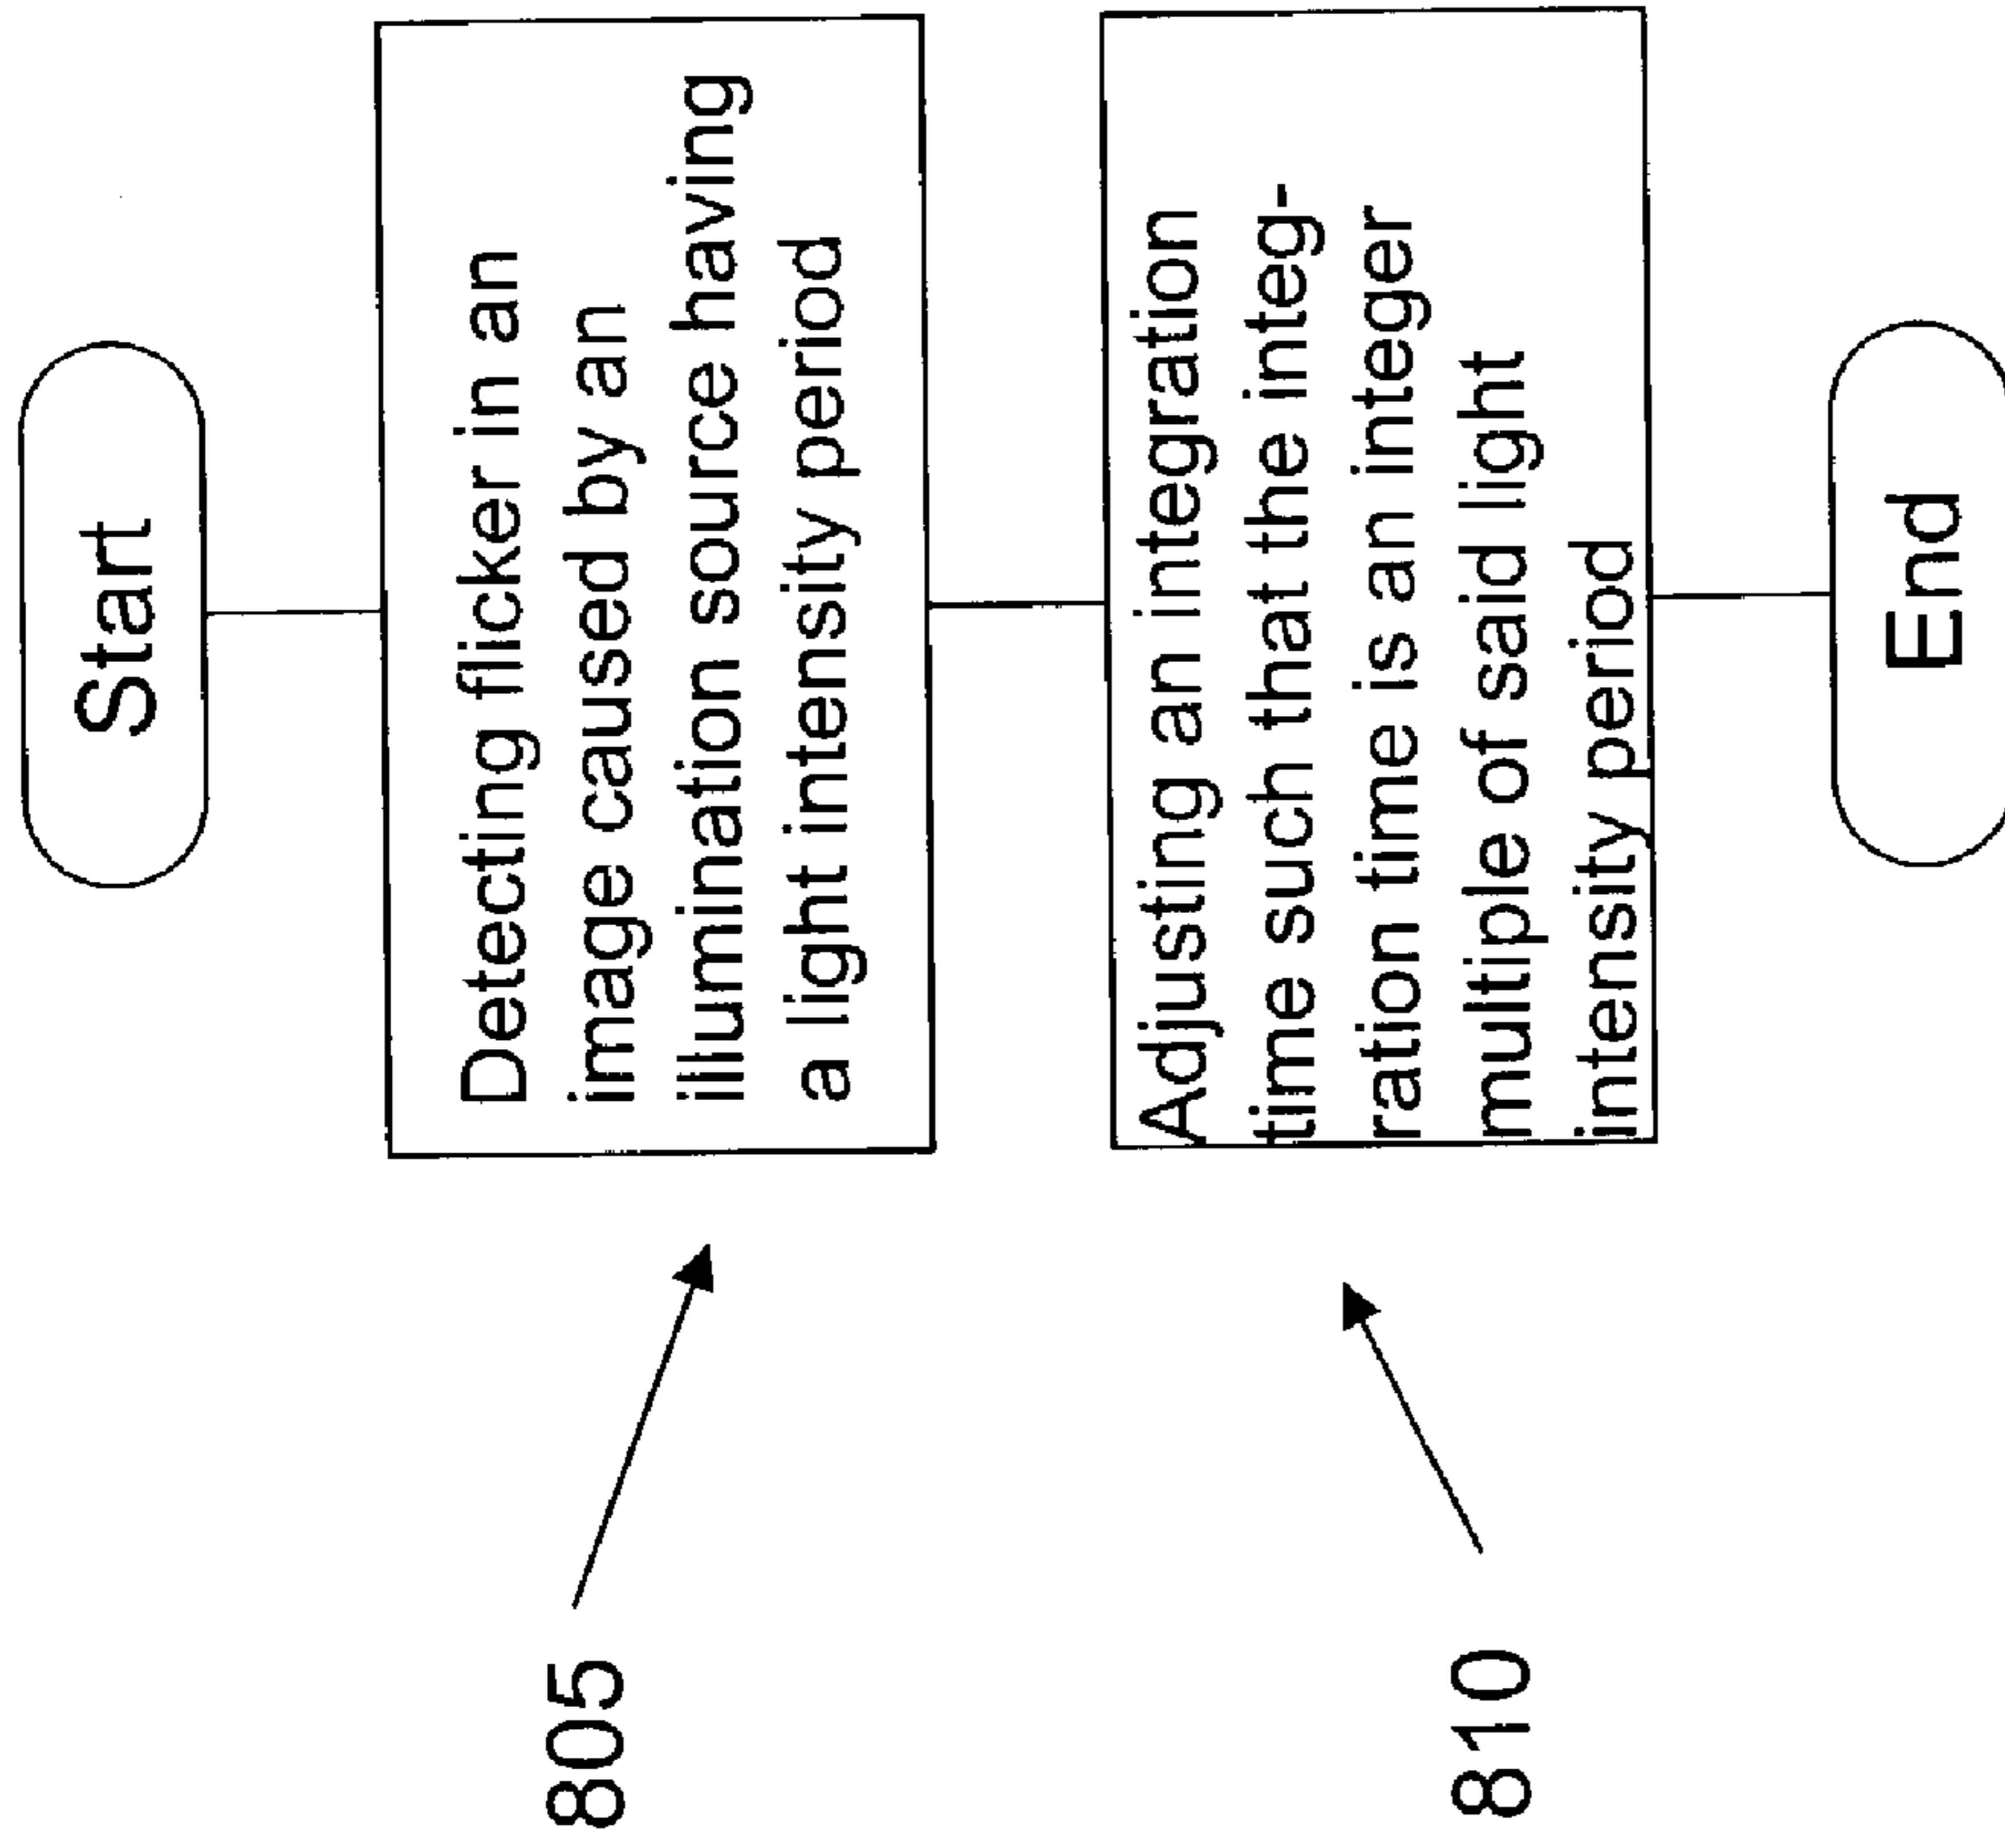 Start
805
Detecting flicker in an
image caused by an
illumination source having
a light intensity period
810
Adjusting an integration
time such that the integ-
ration time is an integer
multiple of said light
intensity period
End